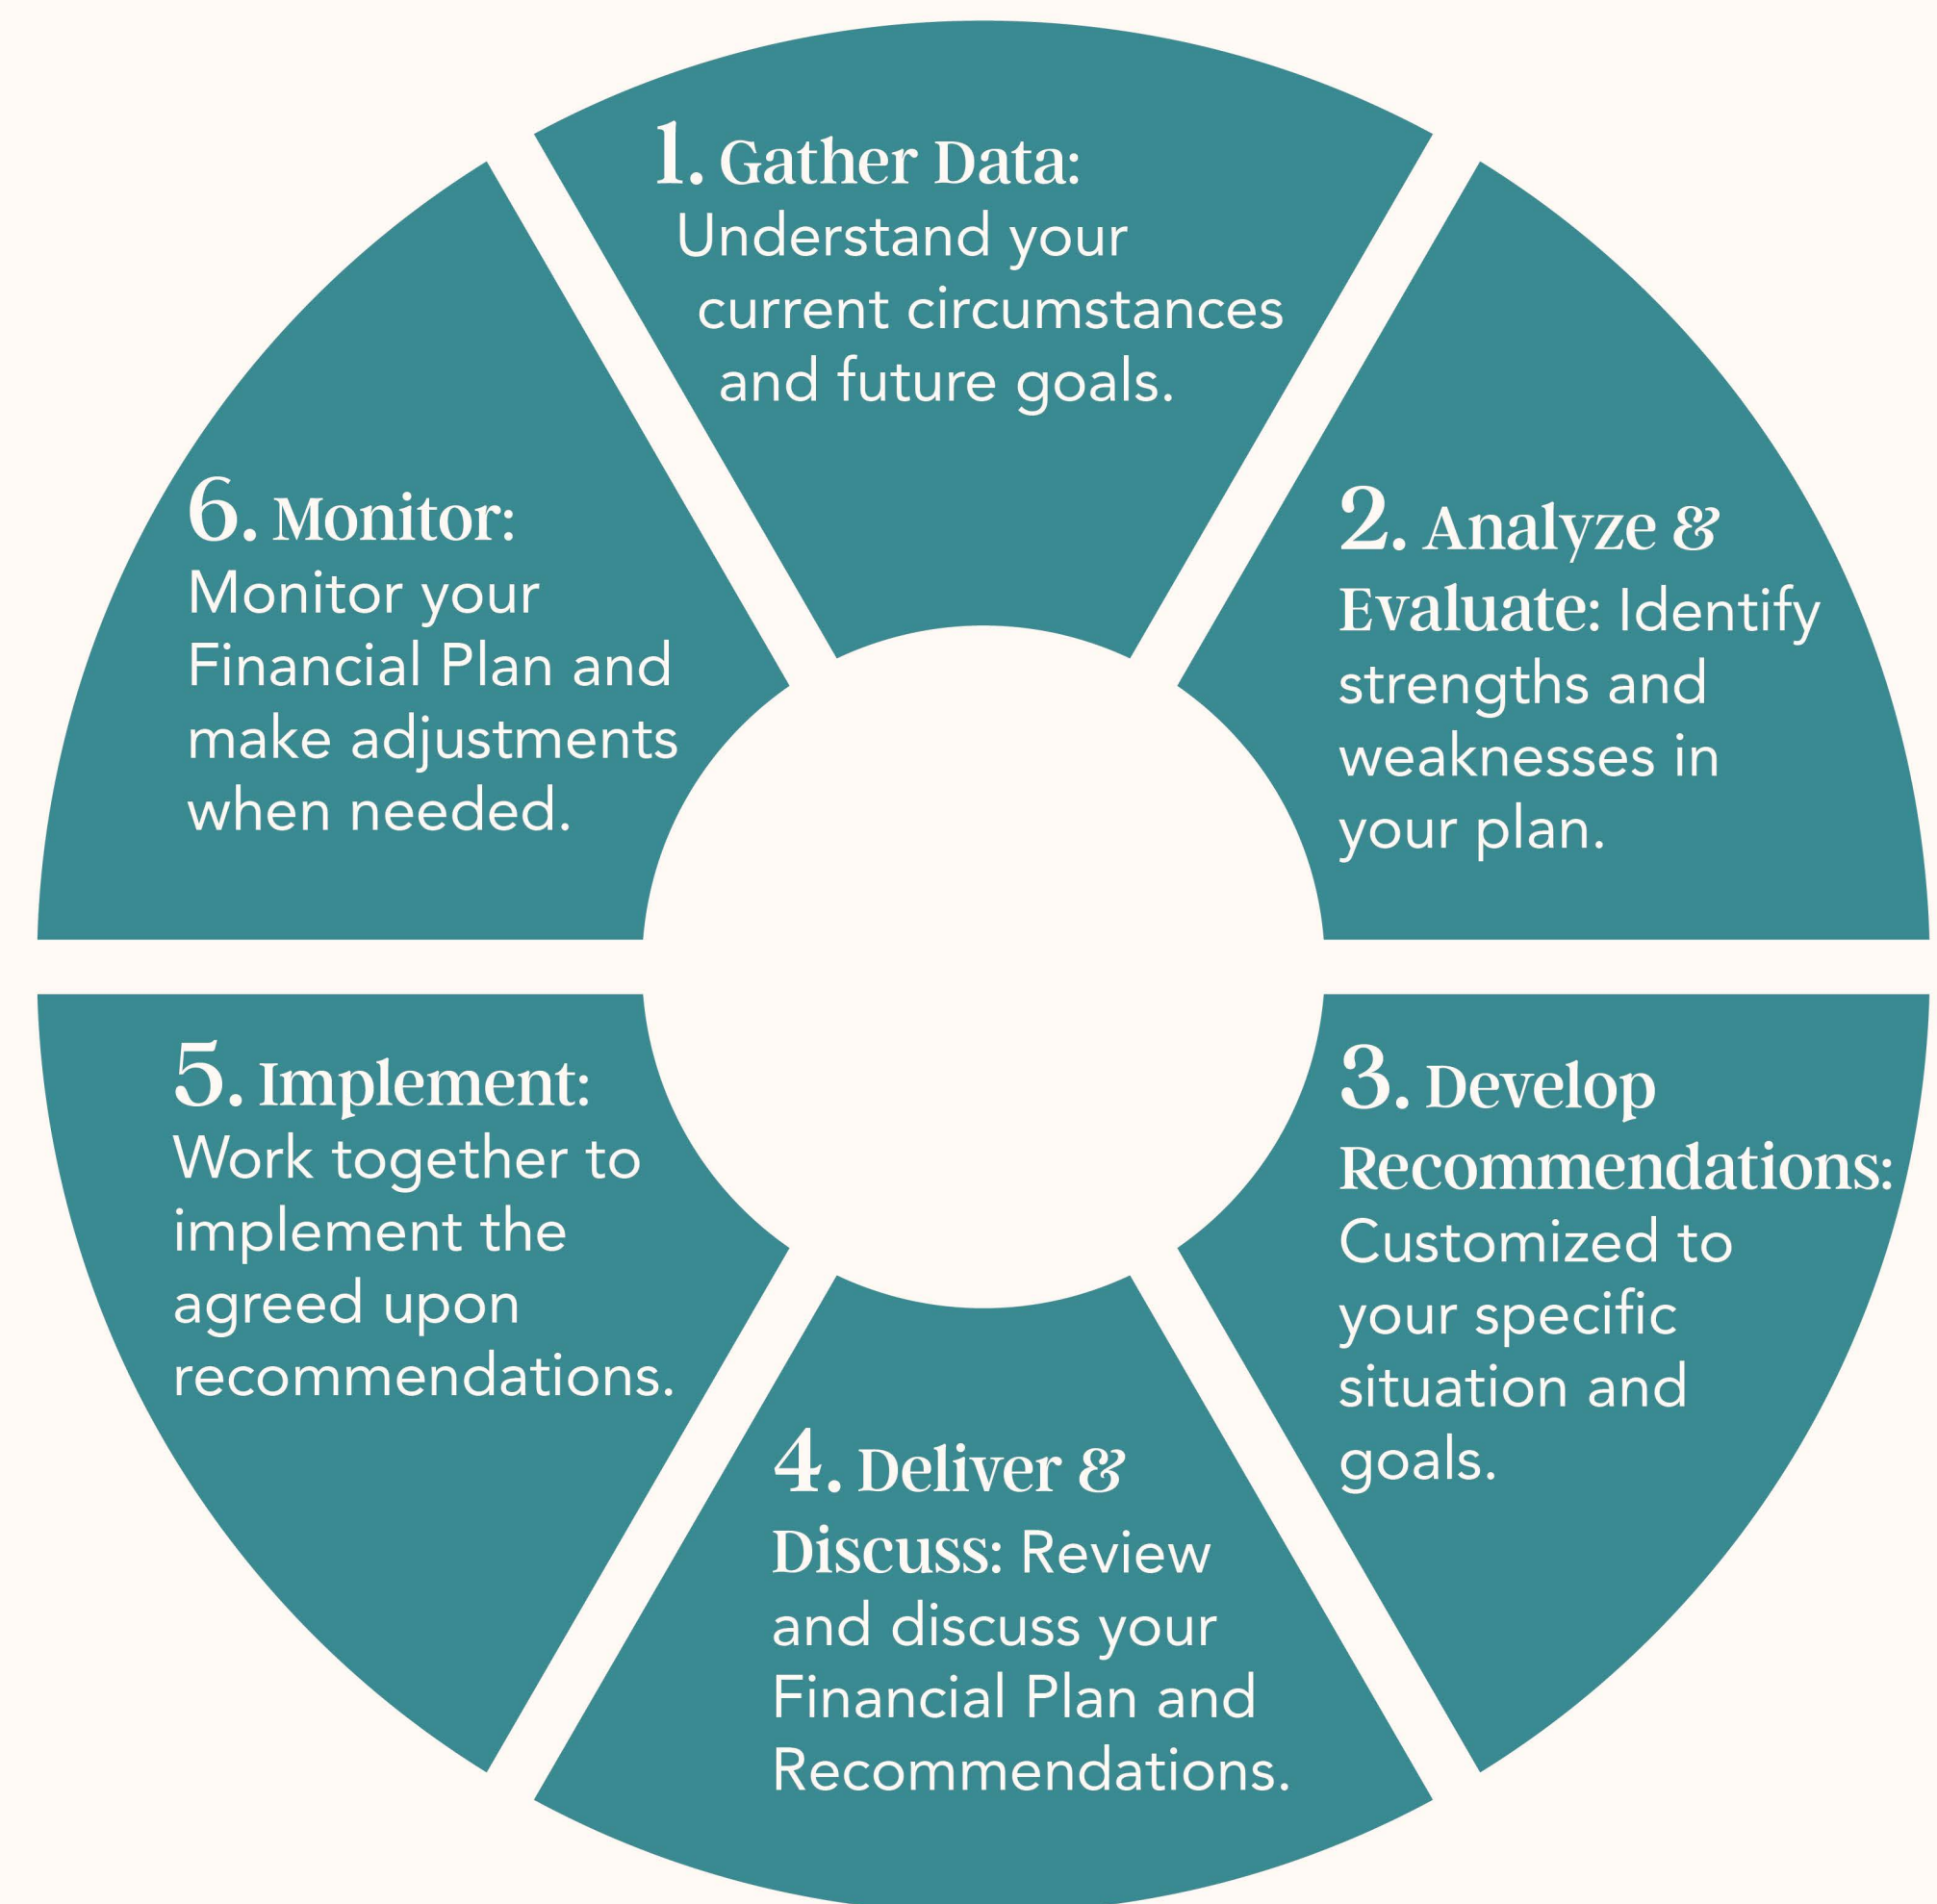 1. Gather Data:
Understand your
current circumstances
and future goals.
2. Analyze &
Evaluate: Identify
strengths and
weaknesses in
your plan.
3. Develop
Recommendations:
Customized to
your specific
situation and
goals.
4. Deliver &
Discuss: Review
and discuss your
Financial Plan and
Recommendations.
5. Implement:
Work together to
implement the
agreed upon
recommendations.
6. Monitor:
Monitor your
Financial Plan and
make adjustments
when needed.